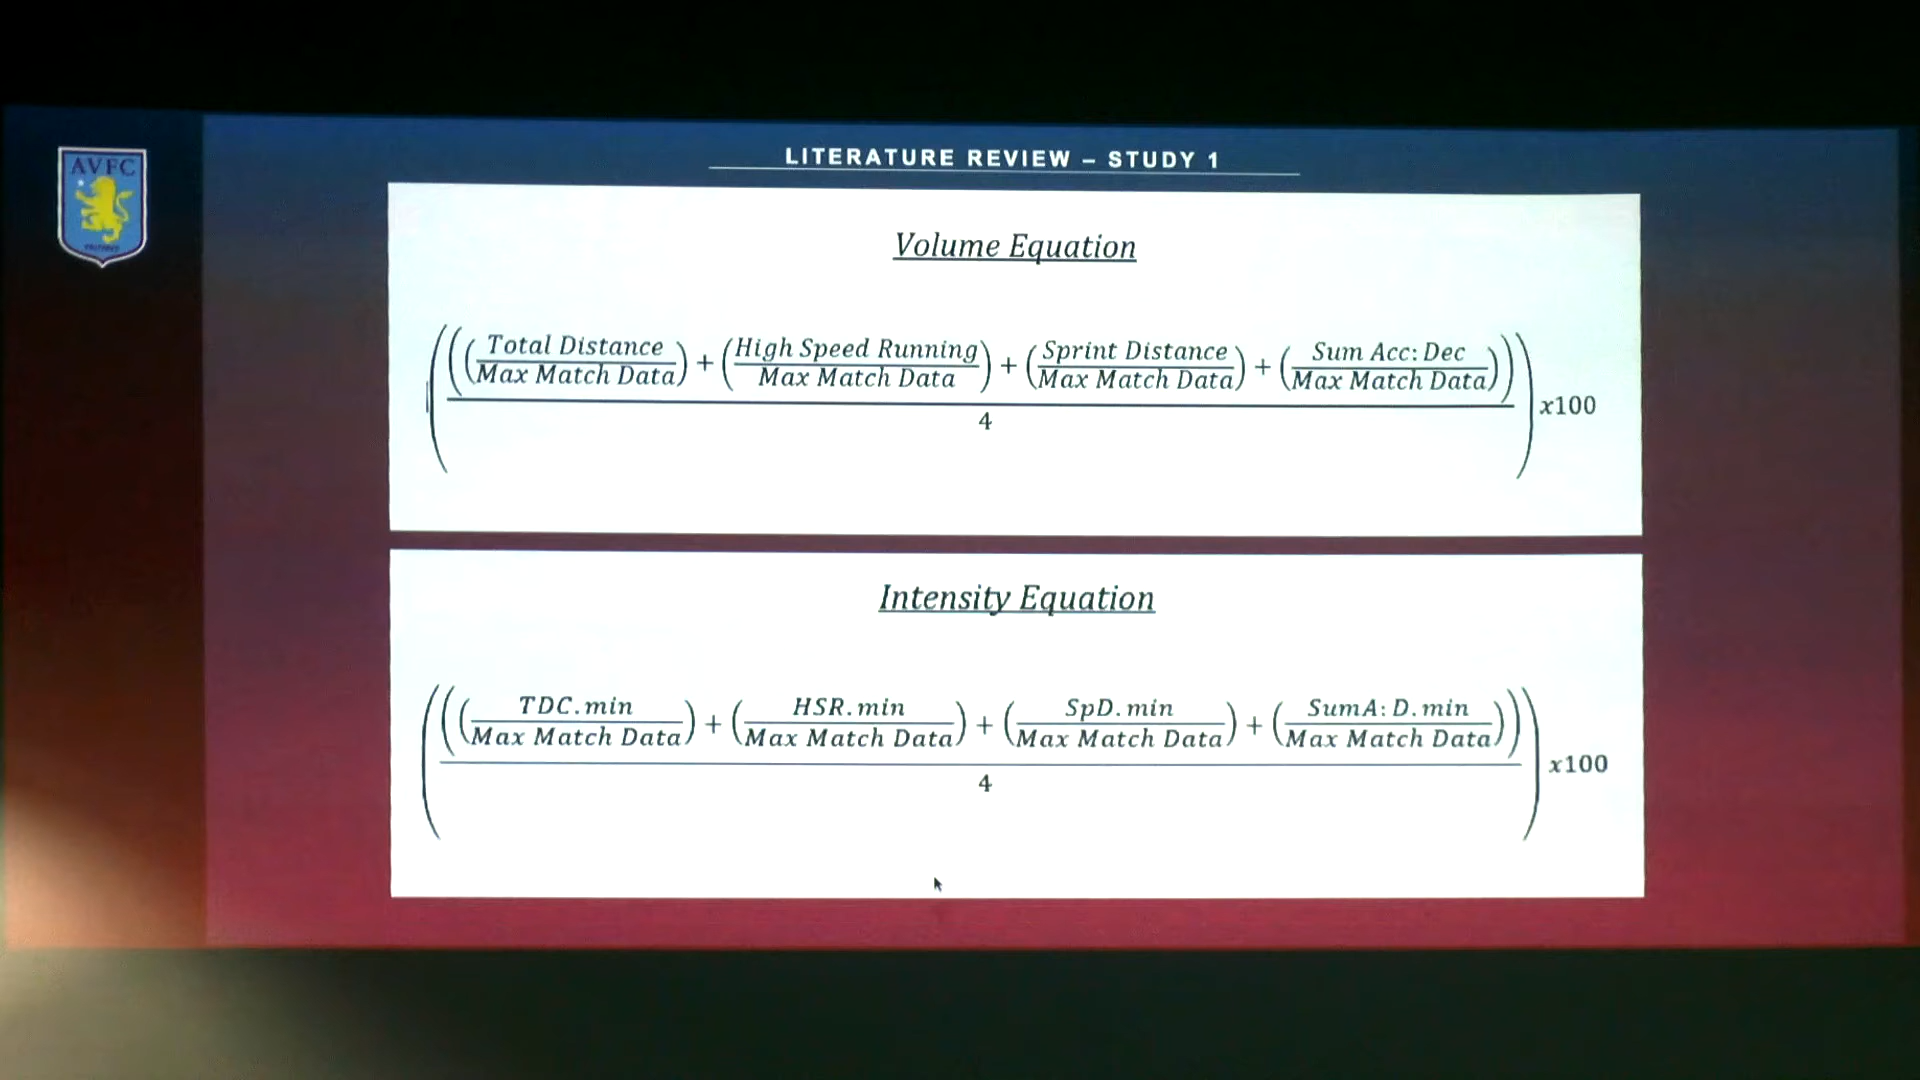 AVFC
LITERATURE REVIEW – STUDY 1
Volume Equation
(((Total Distance / Max Match Data) + (High Speed Running / Max Match Data) + (Sprint Distance / Max Match Data) + (Sum Acc: Dec / Max Match Data)) / 4) x100
Intensity Equation
(((TDC.min / Max Match Data) + (HSR.min / Max Match Data) + (SpD.min / Max Match Data) + (SumA: D.min / Max Match Data)) / 4) x100